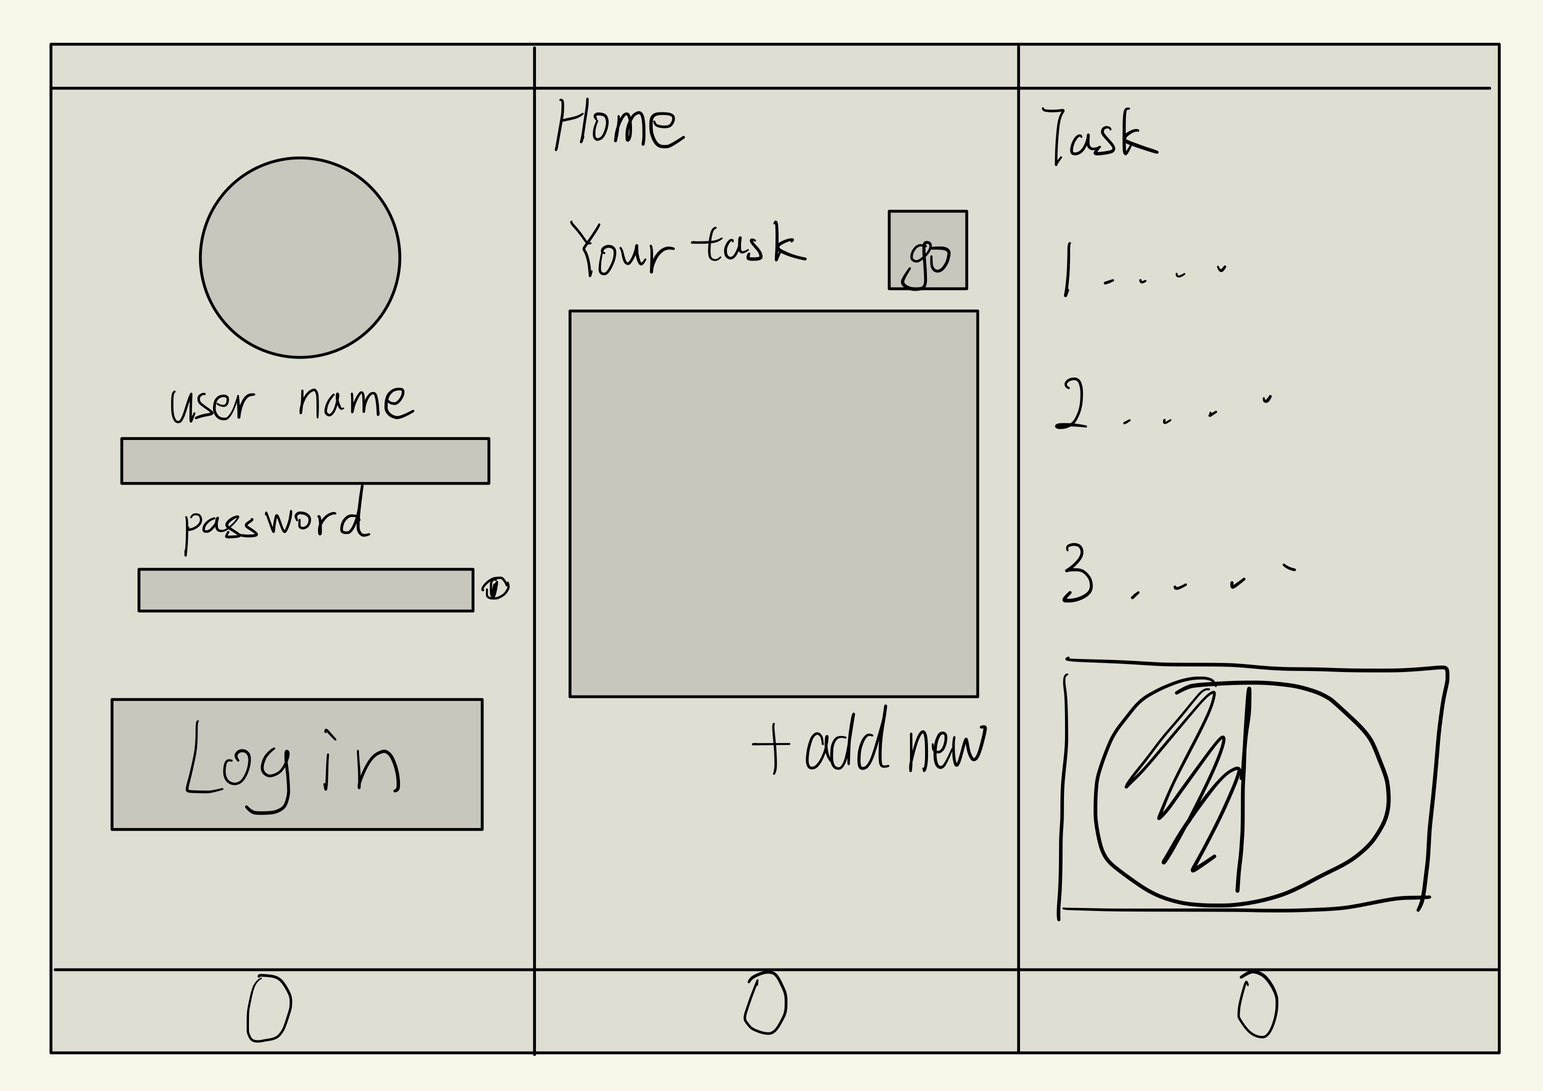 user name
password
Log in
Home
Your task
go
+ add new
Task
1 . . . .
2 . . . .
3 . . . .